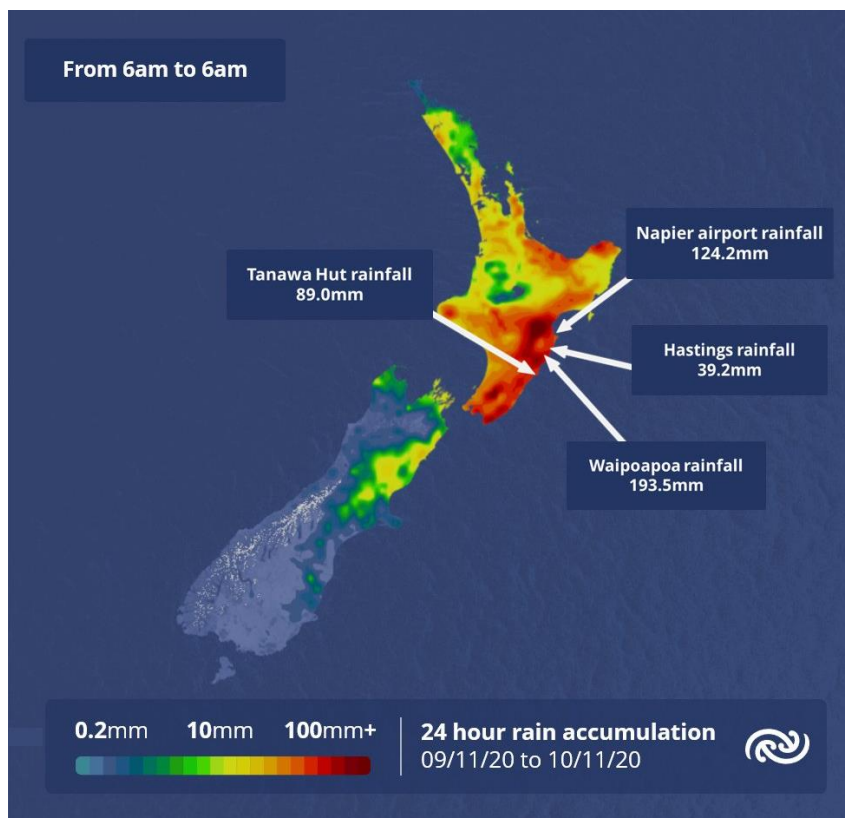 From 6am to 6am
Napier airport rainfall
124.2mm
Tanawa Hut rainfall
89.0mm
Hastings rainfall
39.2mm
Waipoapoa rainfall
193.5mm
0.2mm 10mm 100mm+
24 hour rain accumulation
09/11/20 to 10/11/20